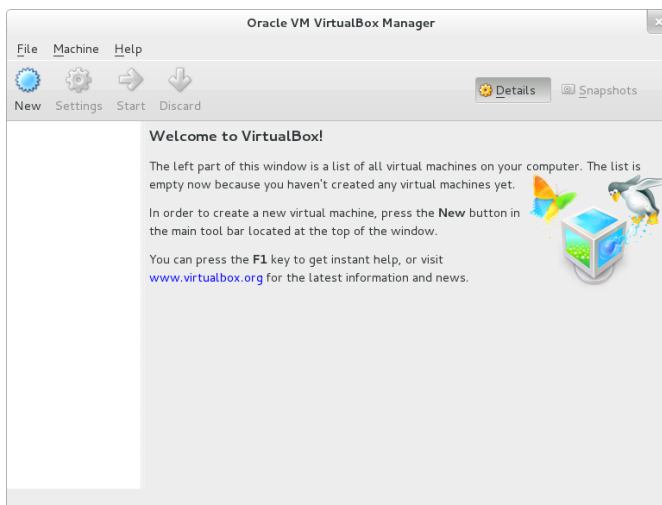 Oracle VM VirtualBox Manager
File Machine Help
New Settings Start Discard
Details Snapshots
Welcome to VirtualBox!
The left part of this window is a list of all virtual machines on your computer. The list is
empty now because you haven't created any virtual machines yet.
In order to create a new virtual machine, press the New button in
the main tool bar located at the top of the window.
You can press the F1 key to get instant help, or visit
www.virtualbox.org for the latest information and news.